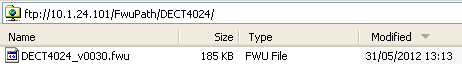 ftp://10.1.24.101/FwuPath/DECT4024/
Name Size Type Modified
DECT4024_v0030.fwu 185 KB FWU File 31/05/2012 13:13